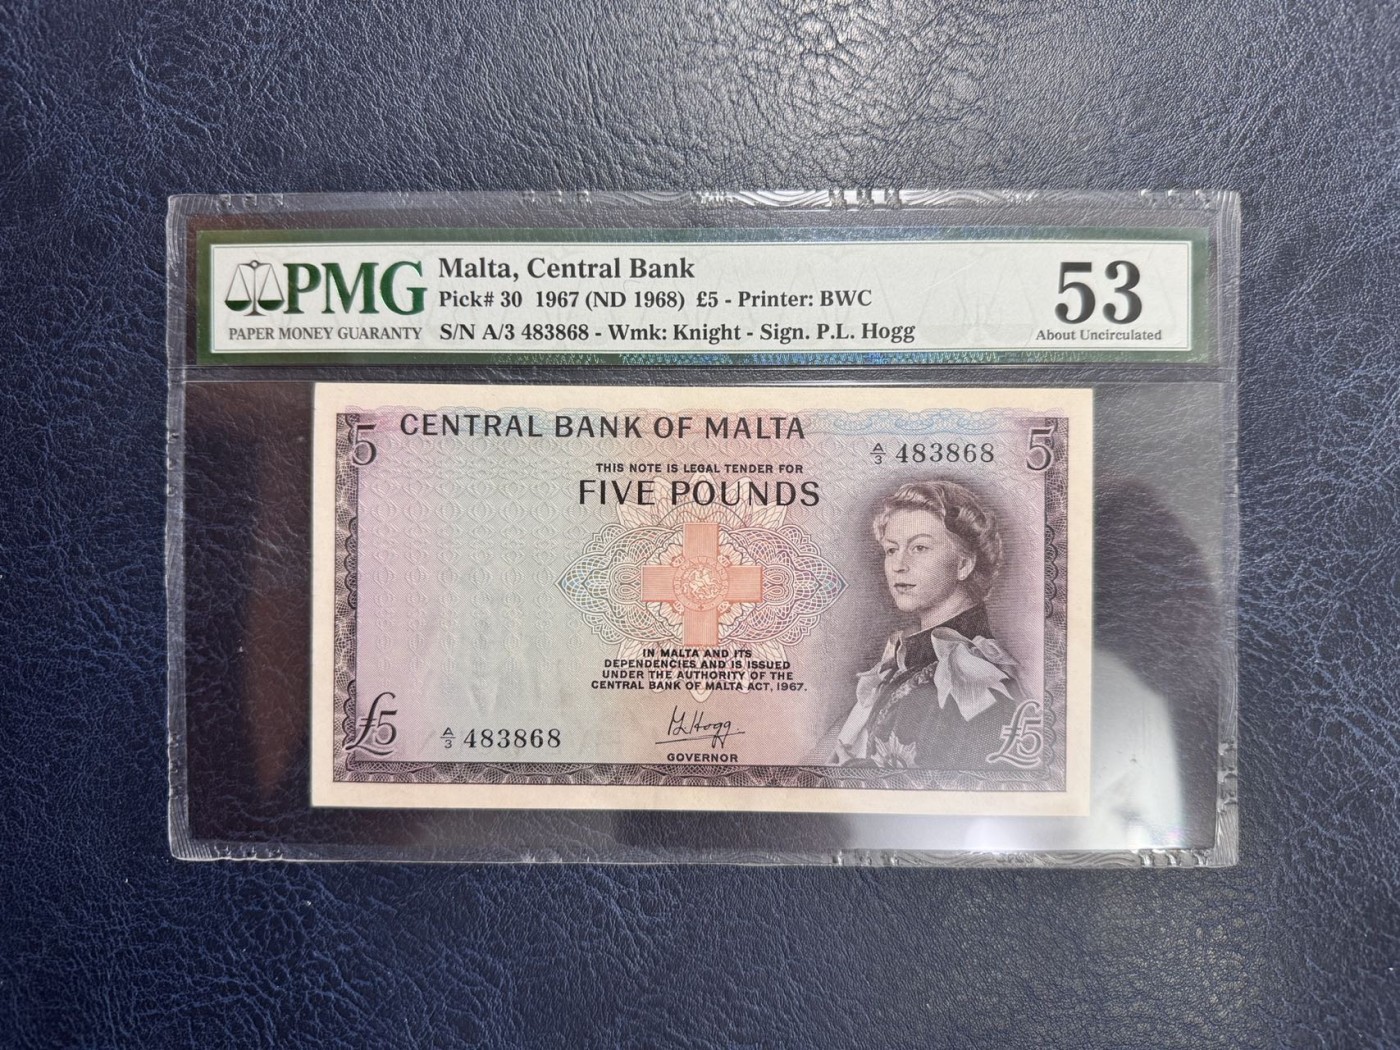 PMG
PAPER MONEY GUARANTY
Malta, Central Bank
Pick# 30 1967 (ND 1968) £5 - Printer: BWC
S/N A/3 483868 - Wmk: Knight - Sign. P.L. Hogg
53
About Uncirculated
5
CENTRAL BANK OF MALTA
A/3 483868
5
THIS NOTE IS LEGAL TENDER FOR
FIVE POUNDS
IN MALTA AND ITS
DEPENDENCIES AND IS ISSUED
UNDER THE AUTHORITY OF THE
CENTRAL BANK OF MALTA ACT, 1967.
£5
A/3 483868
PL Hogg
GOVERNOR
£5